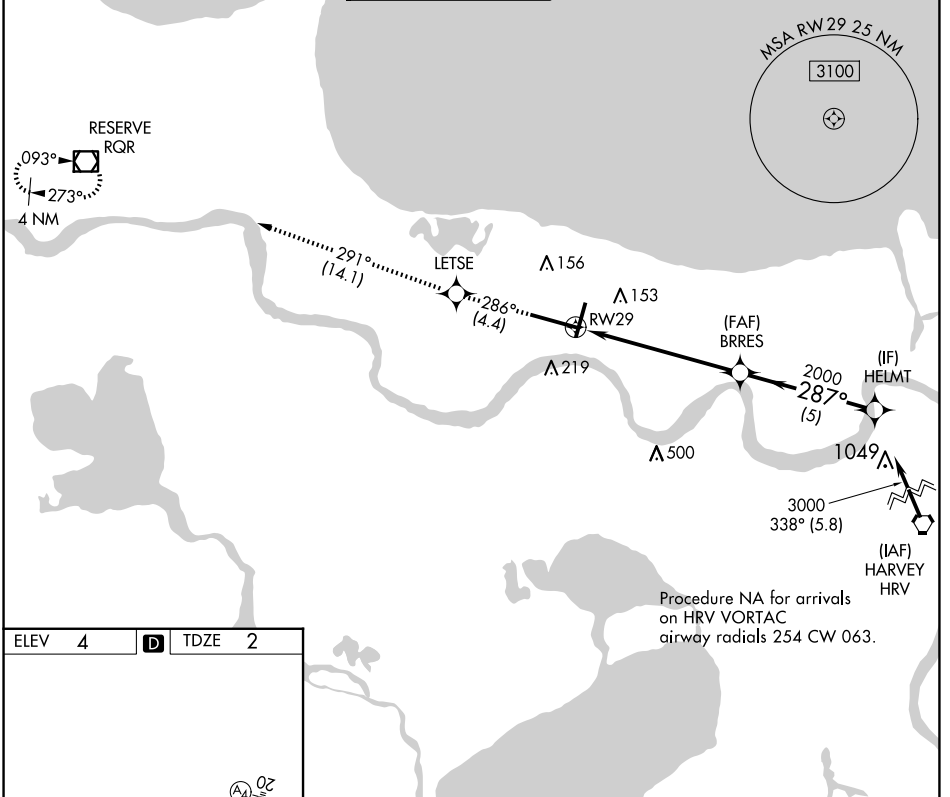 MSA RW29 25 NM
3100
RESERVE
RQR
093°
273°
4 NM
291°
(14.1)
LETSE
286°
(4.4)
156
153
RW29
219
(FAF)
BRRES
2000
287°
(5)
(IF)
HELMT
500
1049
3000
338° (5.8)
(IAF)
HARVEY
HRV
Procedure NA for arrivals
on HRV VORTAC
airway radials 254 CW 063.
ELEV 4 D TDZE 2
A4
20